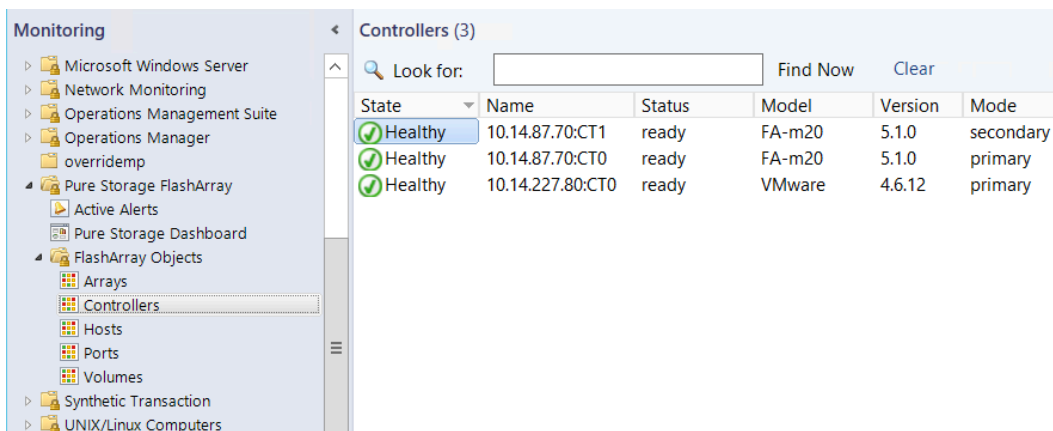 Monitoring
Microsoft Windows Server
Network Monitoring
Operations Management Suite
Operations Manager
overridemp
Pure Storage FlashArray
Active Alerts
Pure Storage Dashboard
FlashArray Objects
Arrays
Controllers
Hosts
Ports
Volumes
Synthetic Transaction
UNIX/Linux Computers
Controllers (3)
Look for: Find Now Clear
State Name Status Model Version Mode
Healthy 10.14.87.70:CT1 ready FA-m20 5.1.0 secondary
Healthy 10.14.87.70:CT0 ready FA-m20 5.1.0 primary
Healthy 10.14.227.80:CT0 ready VMware 4.6.12 primary